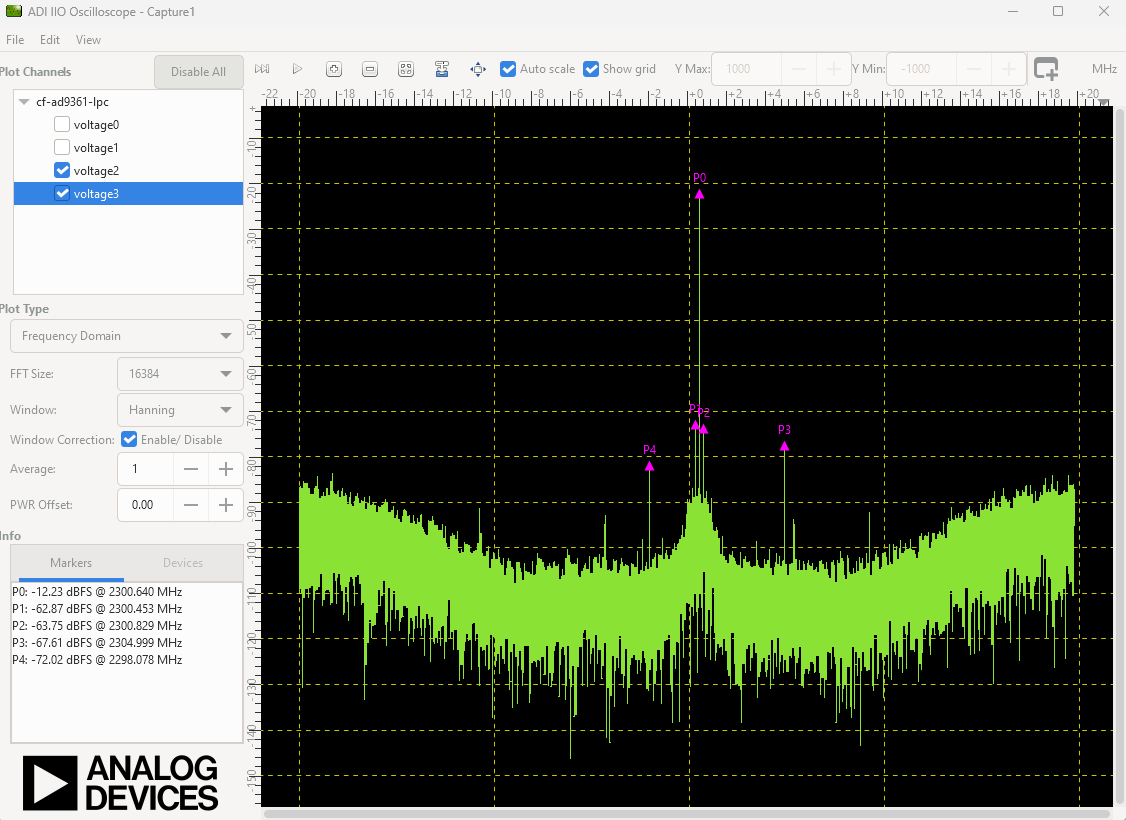 ADI IIO Oscilloscope - Capture1
File Edit View
Plot Channels
Disable All
Auto scale
Show grid
Y Max:
1000
Y Min:
-1000
MHz
cf-ad9361-lpc
voltage0
voltage1
voltage2
voltage3
Plot Type
Frequency Domain
FFT Size:
16384
Window:
Hanning
Window Correction:
Enable/ Disable
Average:
1
PWR Offset:
0.00
Info
Markers
Devices
P0: -12.23 dBFS @ 2300.640 MHz
P1: -62.87 dBFS @ 2300.453 MHz
P2: -63.75 dBFS @ 2300.829 MHz
P3: -67.61 dBFS @ 2304.999 MHz
P4: -72.02 dBFS @ 2298.078 MHz
ANALOG
DEVICES
-22 -20 -18 -16 -14 -12 -10 -8 -6 -4 -2 +0 +2 +4 +6 +8 +10 +12 +14 +16 +18 +20
-10
-20
-30
-40
-50
-60
-70
-80
-90
-100
-110
-120
-130
-140
-150
P0
P2
P3
P4